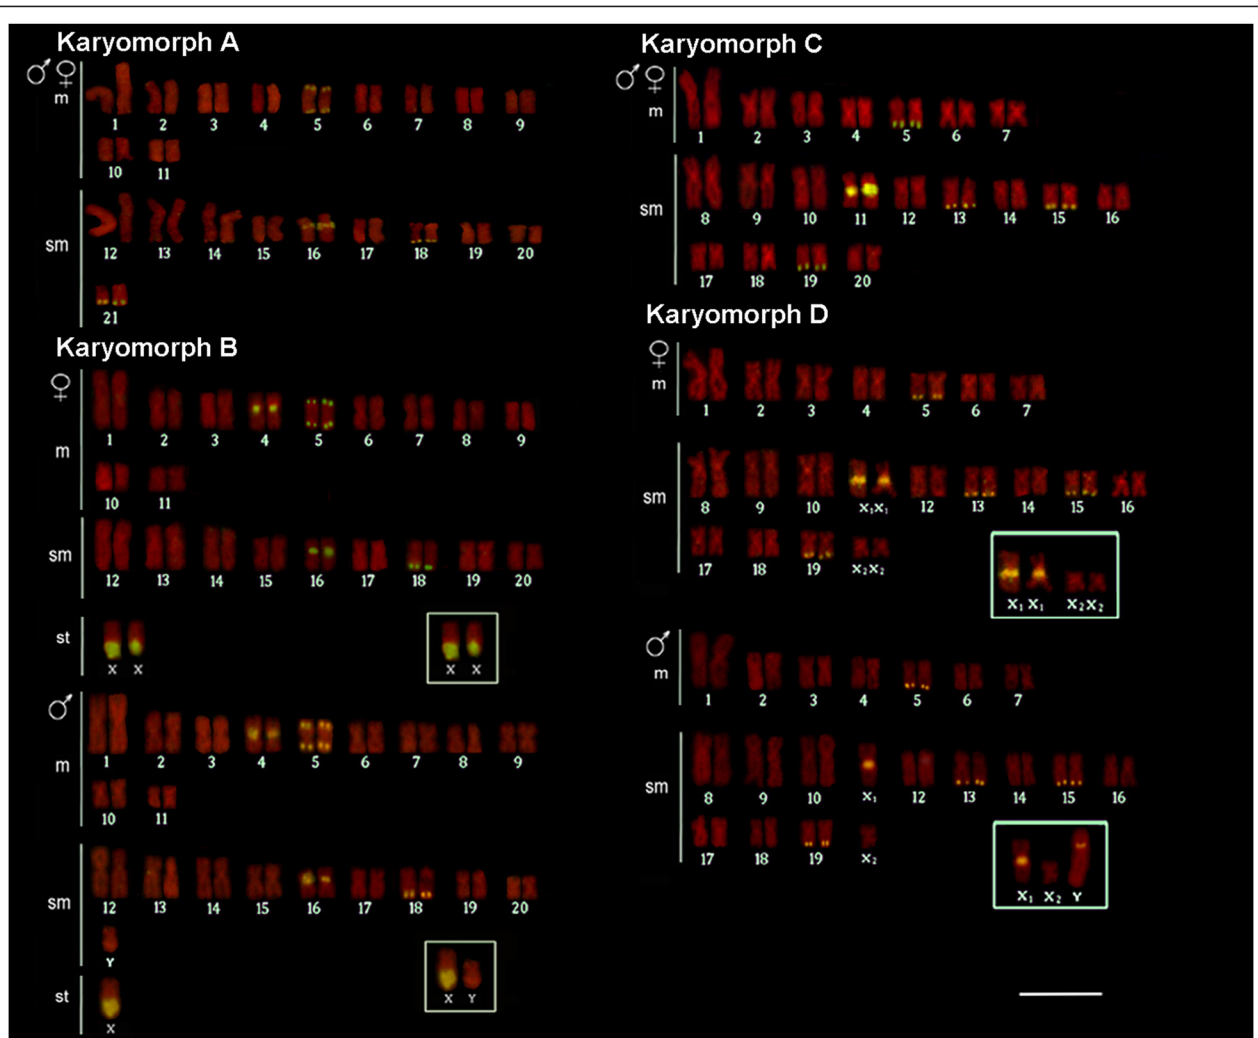 Karyomorph A
♂ ♀
m
1 2 3 4 5 6 7 8 9
10 11
sm
12 13 14 15 16 17 18 19 20
21
Karyomorph B
♀
m
1 2 3 4 5 6 7 8 9
10 11
sm
12 13 14 15 16 17 18 19 20
st
X X
X X
♂
m
1 2 3 4 5 6 7 8 9
10 11
sm
12 13 14 15 16 17 18 19 20
Y
st
X
X Y
Karyomorph C
♂ ♀
m
1 2 3 4 5 6 7
sm
8 9 10 11 12 13 14 15 16
17 18 19 20
Karyomorph D
♀
m
1 2 3 4 5 6 7
sm
8 9 10 X₁X₁ 12 13 14 15 16
17 18 19 X₂X₂
X₁ X₁ X₂X₂
♂
m
1 2 3 4 5 6 7
sm
8 9 10 X₁ 12 13 14 15 16
17 18 19 X₂
X₁ X₂ Y